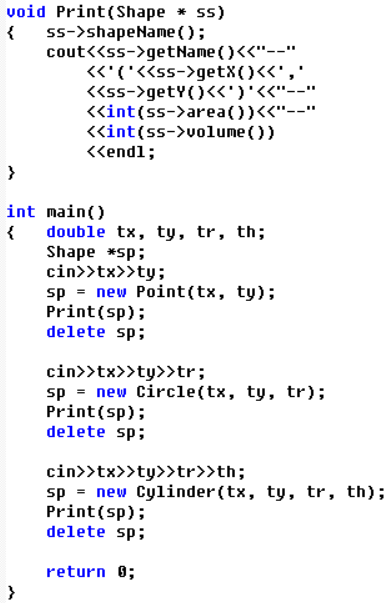 void Print(Shape * ss)
{   ss->shapeName();
    cout<<ss->getName()<<"--"
        <<'('<<ss->getX()<<','
        <<ss->getY()<<')'<<"--"
        <<int(ss->area())<<"--"
        <<int(ss->volume())
        <<endl;
}

int main()
{   double tx, ty, tr, th;
    Shape *sp;
    cin>>tx>>ty;
    sp = new Point(tx, ty);
    Print(sp);
    delete sp;

    cin>>tx>>ty>>tr;
    sp = new Circle(tx, ty, tr);
    Print(sp);
    delete sp;

    cin>>tx>>ty>>tr>>th;
    sp = new Cylinder(tx, ty, tr, th);
    Print(sp);
    delete sp;

    return 0;
}